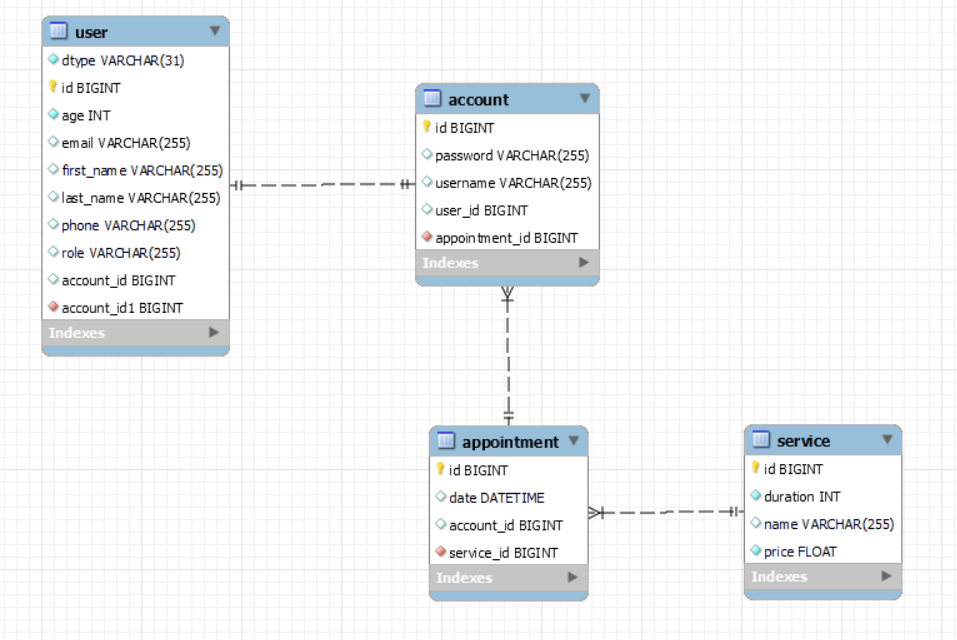 user
dtype VARCHAR(31)
id BIGINT
age INT
email VARCHAR(255)
first_name VARCHAR(255)
last_name VARCHAR(255)
phone VARCHAR(255)
role VARCHAR(255)
account_id BIGINT
account_id1 BIGINT
Indexes
account
id BIGINT
password VARCHAR(255)
username VARCHAR(255)
user_id BIGINT
appointment_id BIGINT
Indexes
appointment
id BIGINT
date DATETIME
account_id BIGINT
service_id BIGINT
Indexes
service
id BIGINT
duration INT
name VARCHAR(255)
price FLOAT
Indexes